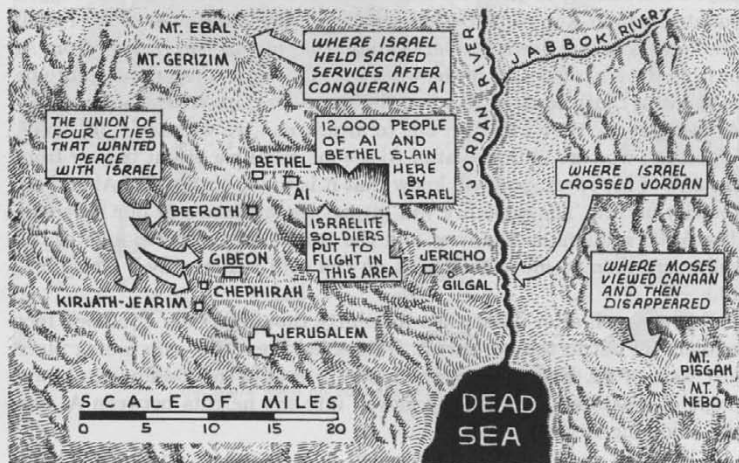 MT. EBAL
MT. GERIZIM
WHERE ISRAEL
HELD SACRED
SERVICES AFTER
CONQUERING AI
JORDAN RIVER
JABBOK RIVER
THE UNION OF
FOUR CITIES
THAT WANTED
PEACE
WITH ISRAEL
12,000 PEOPLE
OF AI AND
BETHEL SLAIN
HERE
BY
ISRAEL
BETHEL
AI
BEEROTH
WHERE ISRAEL
CROSSED JORDAN
ISRAELITE
SOLDIERS
PUT TO
FLIGHT IN
THIS AREA
GIBEON
CHEPHIRAH
KIRJATH-JEARIM
JERICHO
GILGAL
WHERE MOSES
VIEWED CANAAN
AND THEN
DISAPPEARED
JERUSALEM
MT.
PISGAH
MT.
NEBO
SCALE OF MILES
0 5 10 15 20
DEAD
SEA